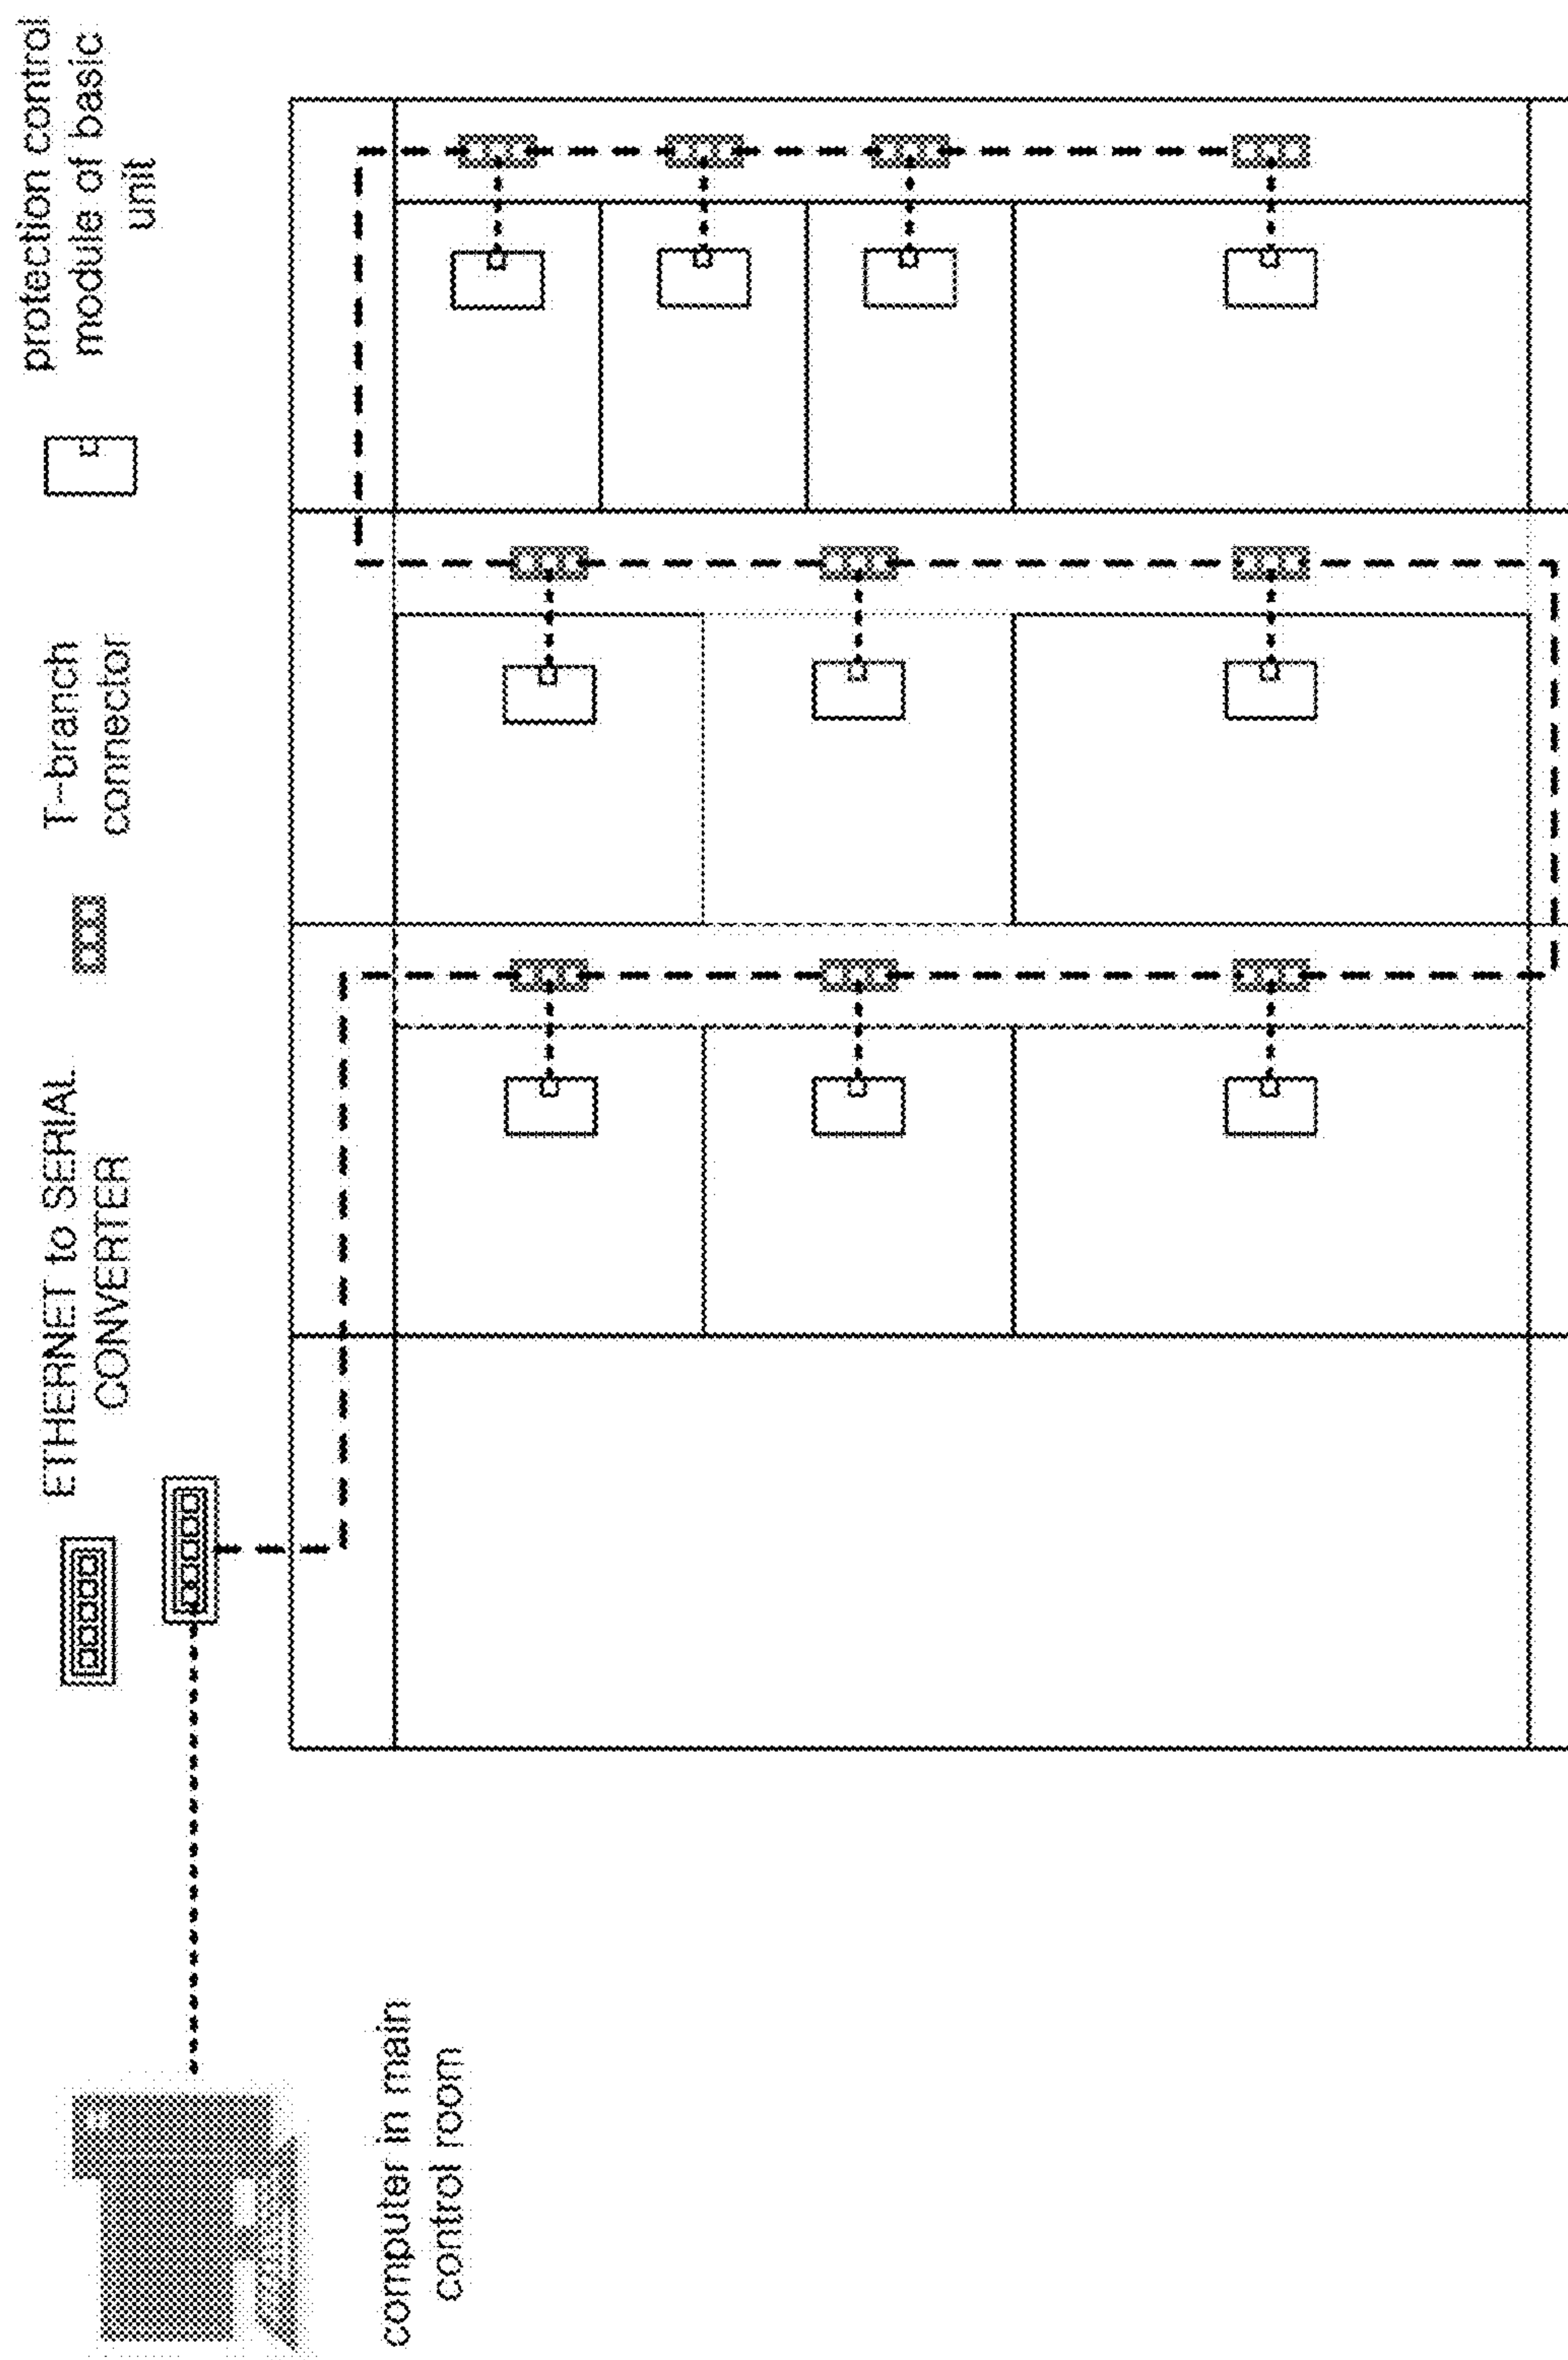 ETHERNET to SERIAL
CONVERTER
T-branch
connector
protection control
module of basic
unit
computer in main
control room